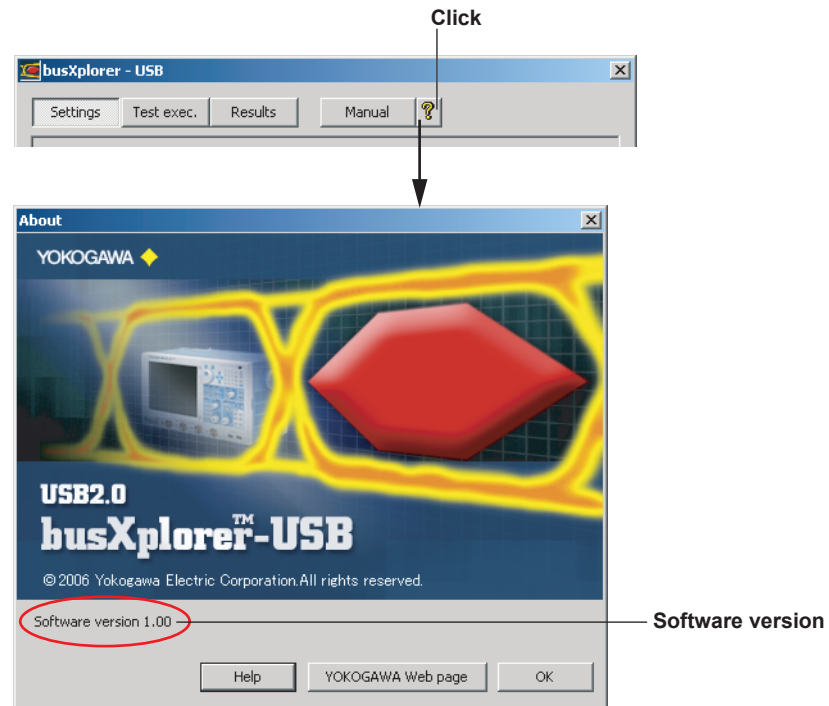 Click
busXplorer - USB
Settings Test exec. Results Manual ?
About
YOKOGAWA
USB2.0
busXplorer™-USB
©2006 Yokogawa Electric Corporation.All rights reserved.
Software version 1.00
Software version
Help YOKOGAWA Web page OK